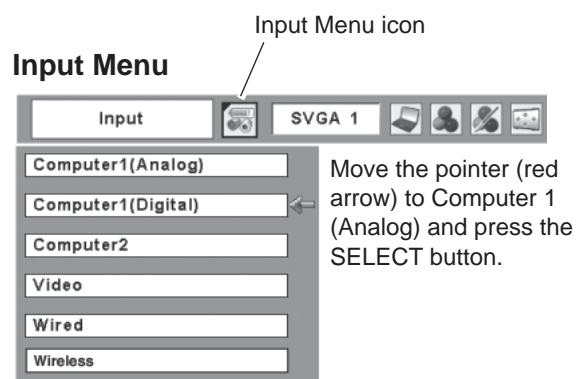 Input Menu icon
Input Menu
Input
SVGA 1
Computer1(Analog)
Computer1(Digital)
Computer2
Video
Wired
Wireless
Move the pointer (red
arrow) to Computer 1
(Analog) and press the
SELECT button.